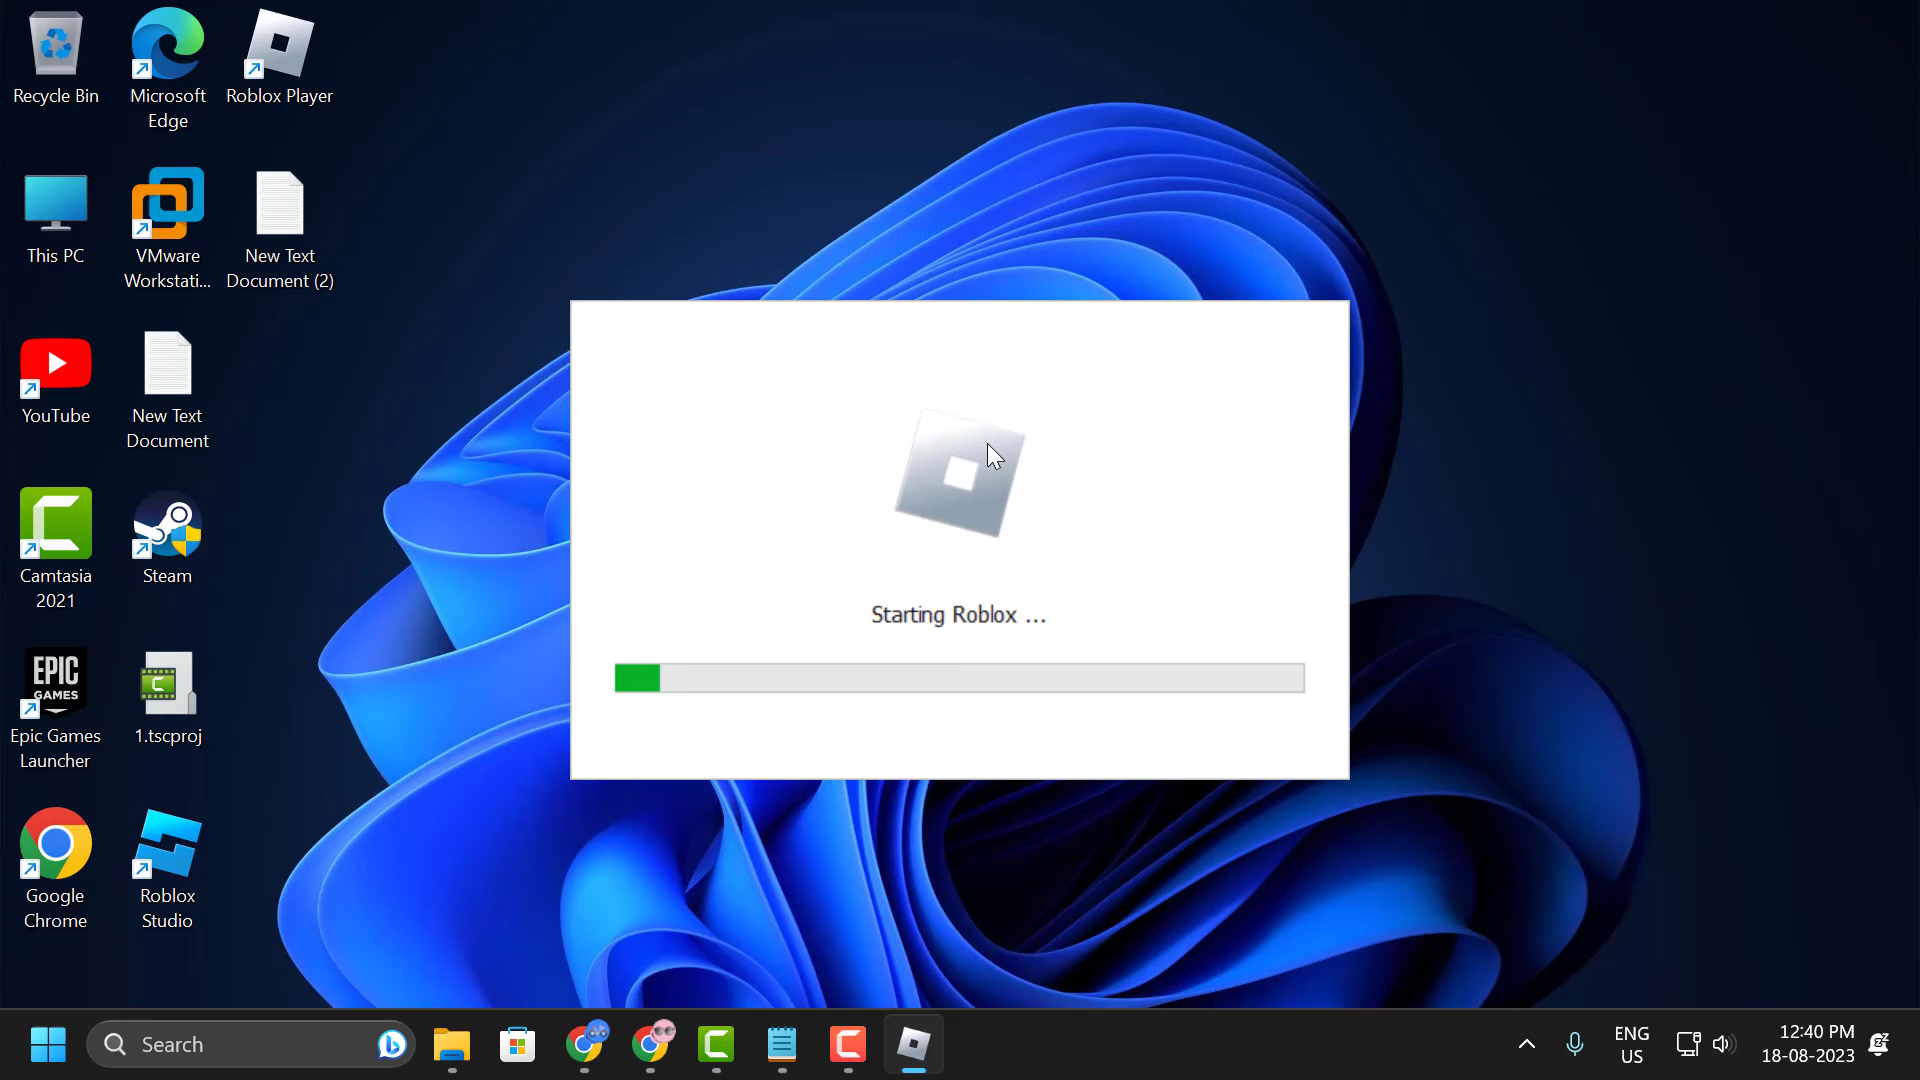 Recycle Bin
Microsoft
Edge
Roblox Player
This PC
VMware
Workstati...
New Text
Document (2)
YouTube
New Text
Document
Camtasia
2021
Steam
EPIC
GAMES
Epic Games
Launcher
1.tscproj
Google
Chrome
Roblox
Studio
Starting Roblox ...
Search
ENG
US
12:40 PM
18-08-2023